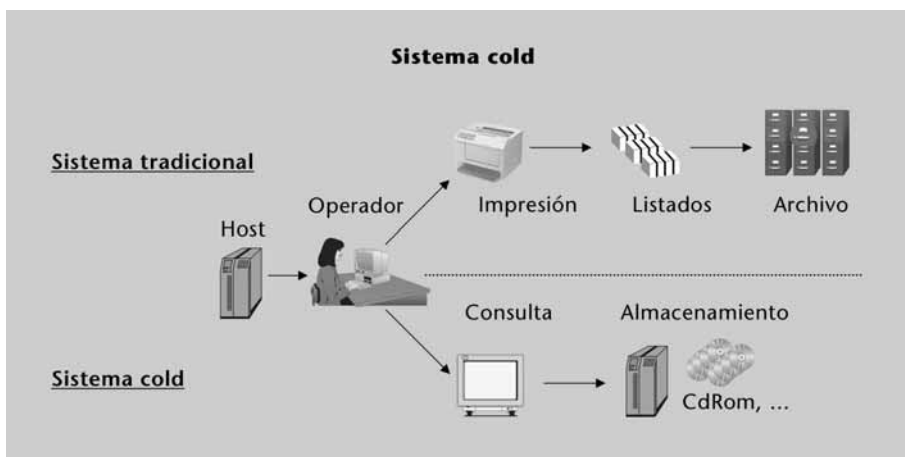 Sistema cold
Sistema tradicional
Operador
Impresión
Listados
Archivo
Host
Consulta
Almacenamiento
Sistema cold
CdRom, ...